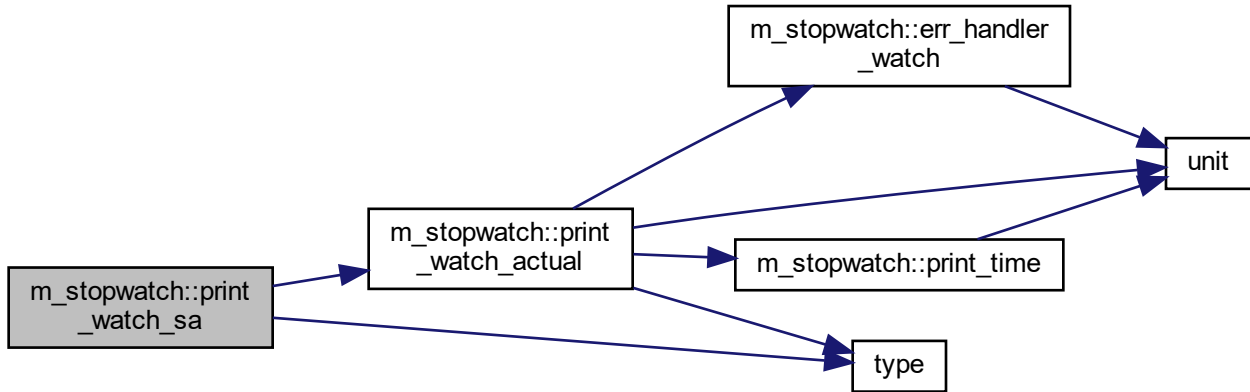 m_stopwatch::print
_watch_sa
m_stopwatch::print
_watch_actual
m_stopwatch::err_handler
_watch
unit
m_stopwatch::print_time
type